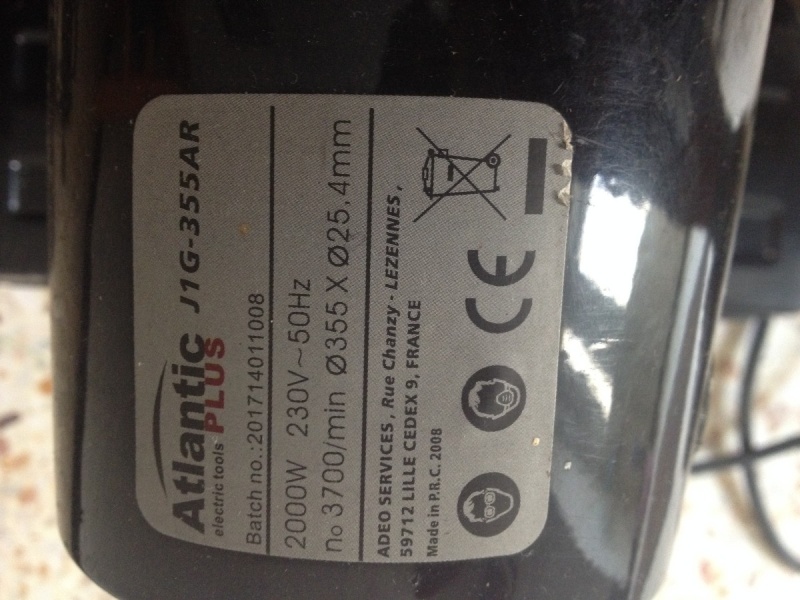 Atlantic J1G-355AR
electric tools PLUS
Batch no.:201714011008
2000W 230V~50Hz
no 3700/min Ø355 X Ø25.4mm
ADEO SERVICES, Rue Chanzy - LEZENNES,
59712 LILLE CEDEX 9, FRANCE
Made in P.R.C. 2008
CE